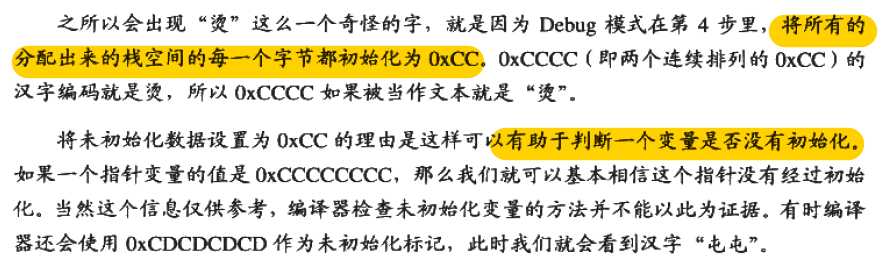 之所以会出现“烫”这么一个奇怪的字，就是因为 Debug 模式在第 4 步里，将所有的
分配出来的栈空间的每一个字节都初始化为 0xCC。0xCCCC（即两个连续排列的 0xCC）的
汉字编码就是烫，所以 0xCCCC 如果被当作文本就是“烫”。
将未初始化数据设置为 0xCC 的理由是这样可以有助于判断一个变量是否没有初始化。
如果一个指针变量的值是 0xCCCCCCCC，那么我们就可以基本相信这个指针没有经过初始
化。当然这个信息仅供参考，编译器检查未初始化变量的方法并不能以此为证据。有时编译
器还会使用 0xCDCDCDCD 作为未初始化标记，此时我们就会看到汉字“屯屯”。